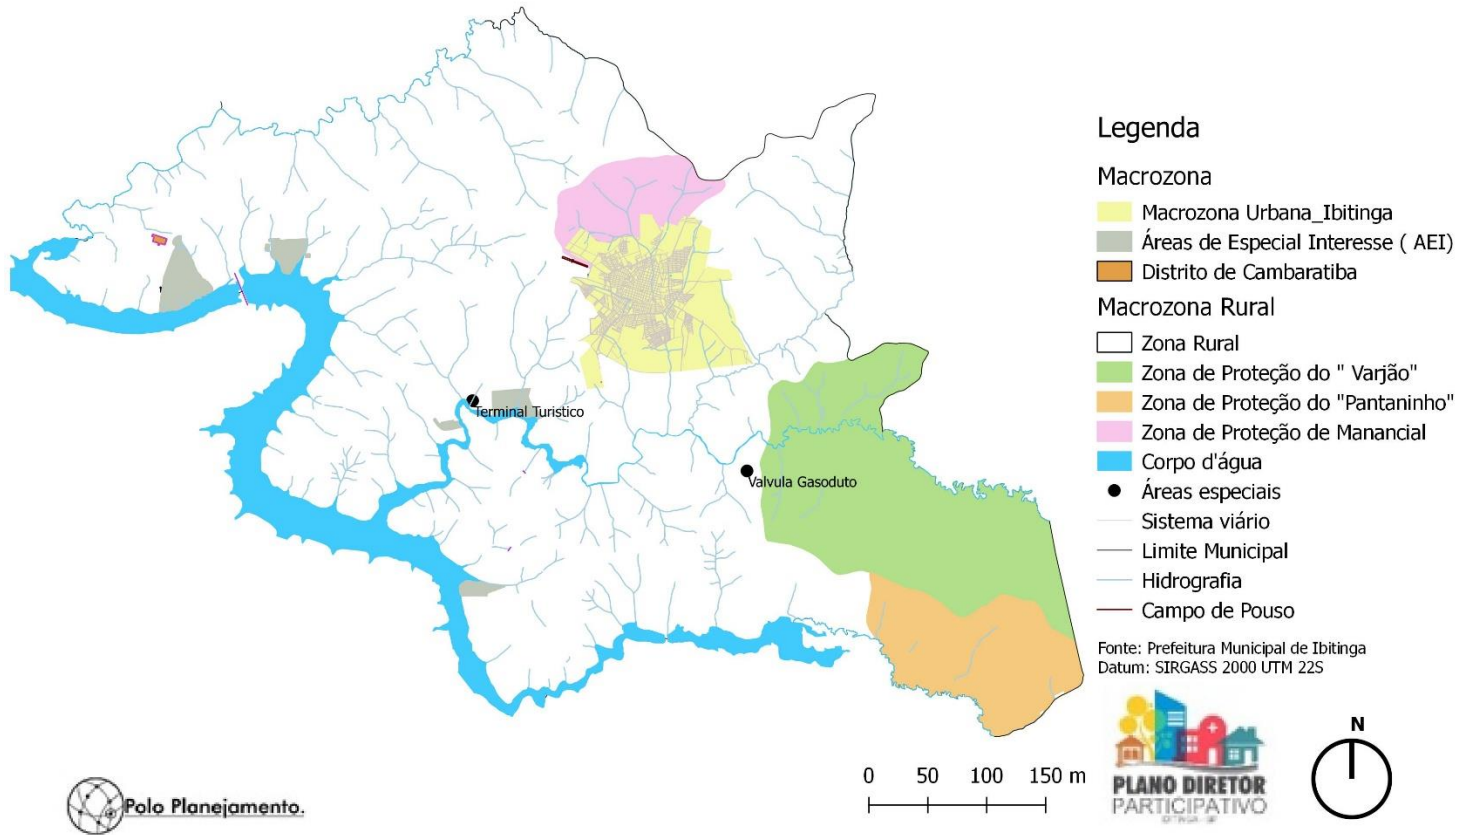 Legenda
Macrozona
Macrozona Urbana_Ibitinga
Áreas de Especial Interesse ( AEI)
Distrito de Cambaratiba
Macrozona Rural
Zona Rural
Zona de Proteção do " Varjão"
Zona de Proteção do "Pantaninho"
Zona de Proteção de Manancial
Corpo d'água
Áreas especiais
Sistema viário
Limite Municipal
Hidrografia
Campo de Pouso
Fonte: Prefeitura Municipal de Ibitinga
Datum: SIRGASS 2000 UTM 22S
Terminal Turistico
Valvula Gasoduto
0 50 100 150 m
PLANO DIRETOR
PARTICIPATIVO
IBITINGA - SP
N
Polo Planejamento.